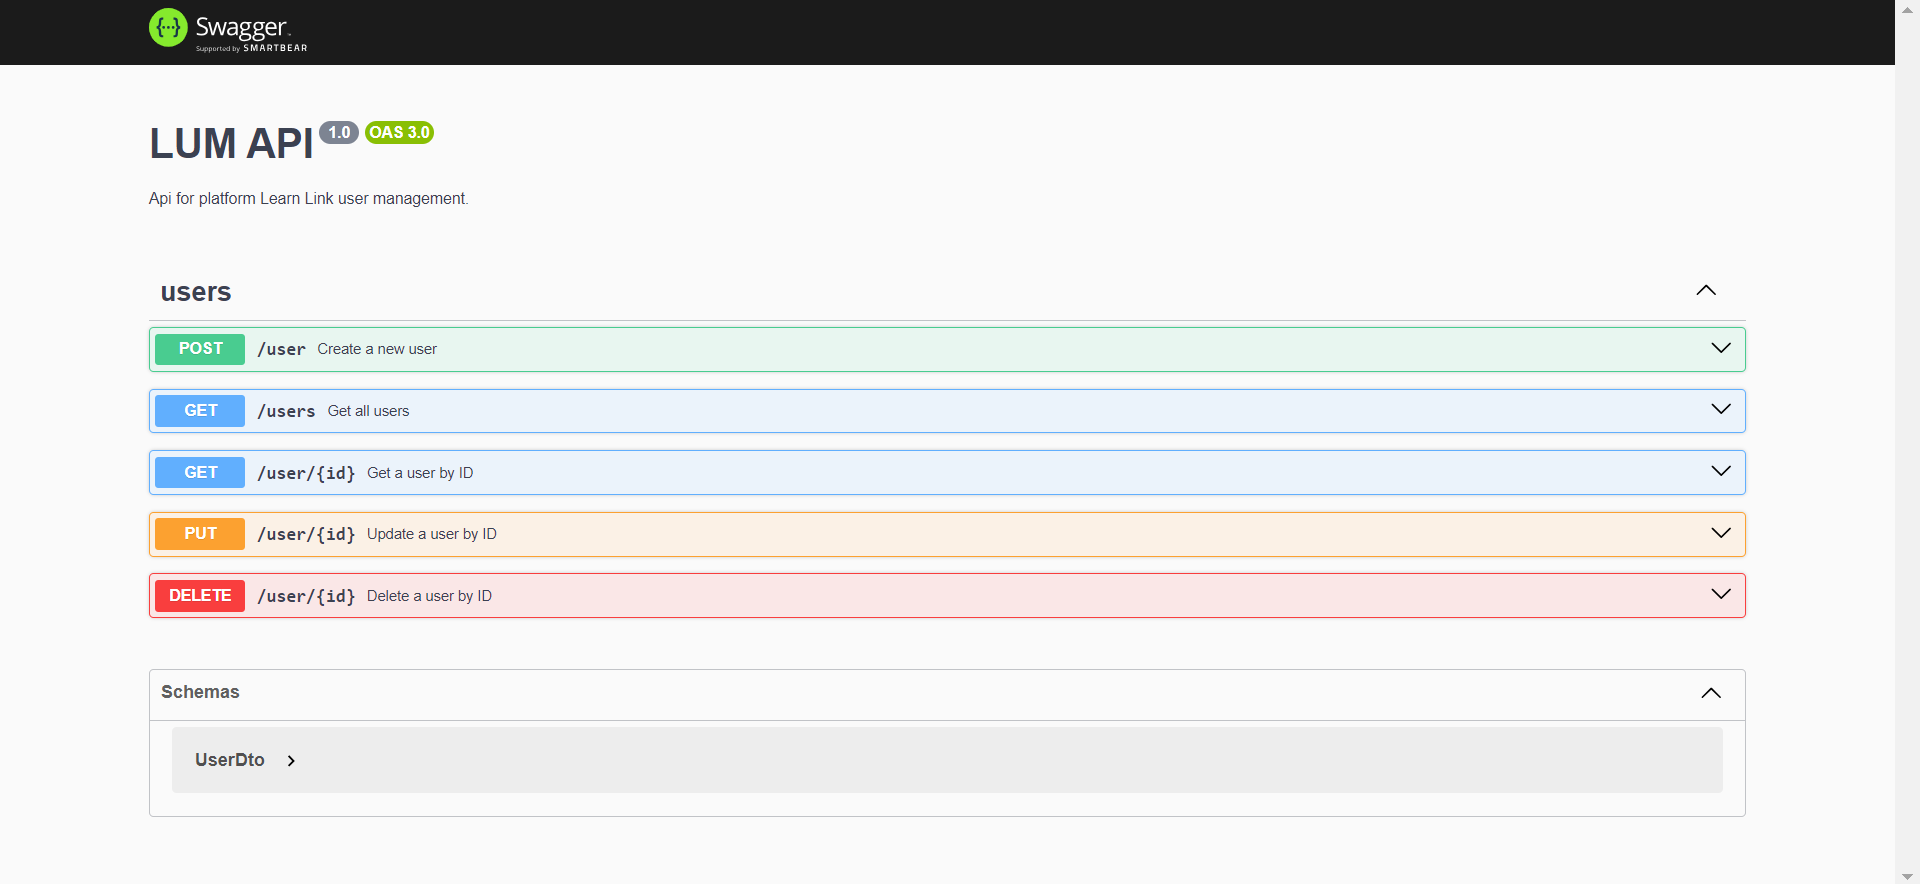 {...} Swagger
Supported by SMARTBEAR
LUM API 1.0 OAS 3.0
Api for platform Learn Link user management.
users
POST /user Create a new user
GET /users Get all users
GET /user/{id} Get a user by ID
PUT /user/{id} Update a user by ID
DELETE /user/{id} Delete a user by ID
Schemas
UserDto